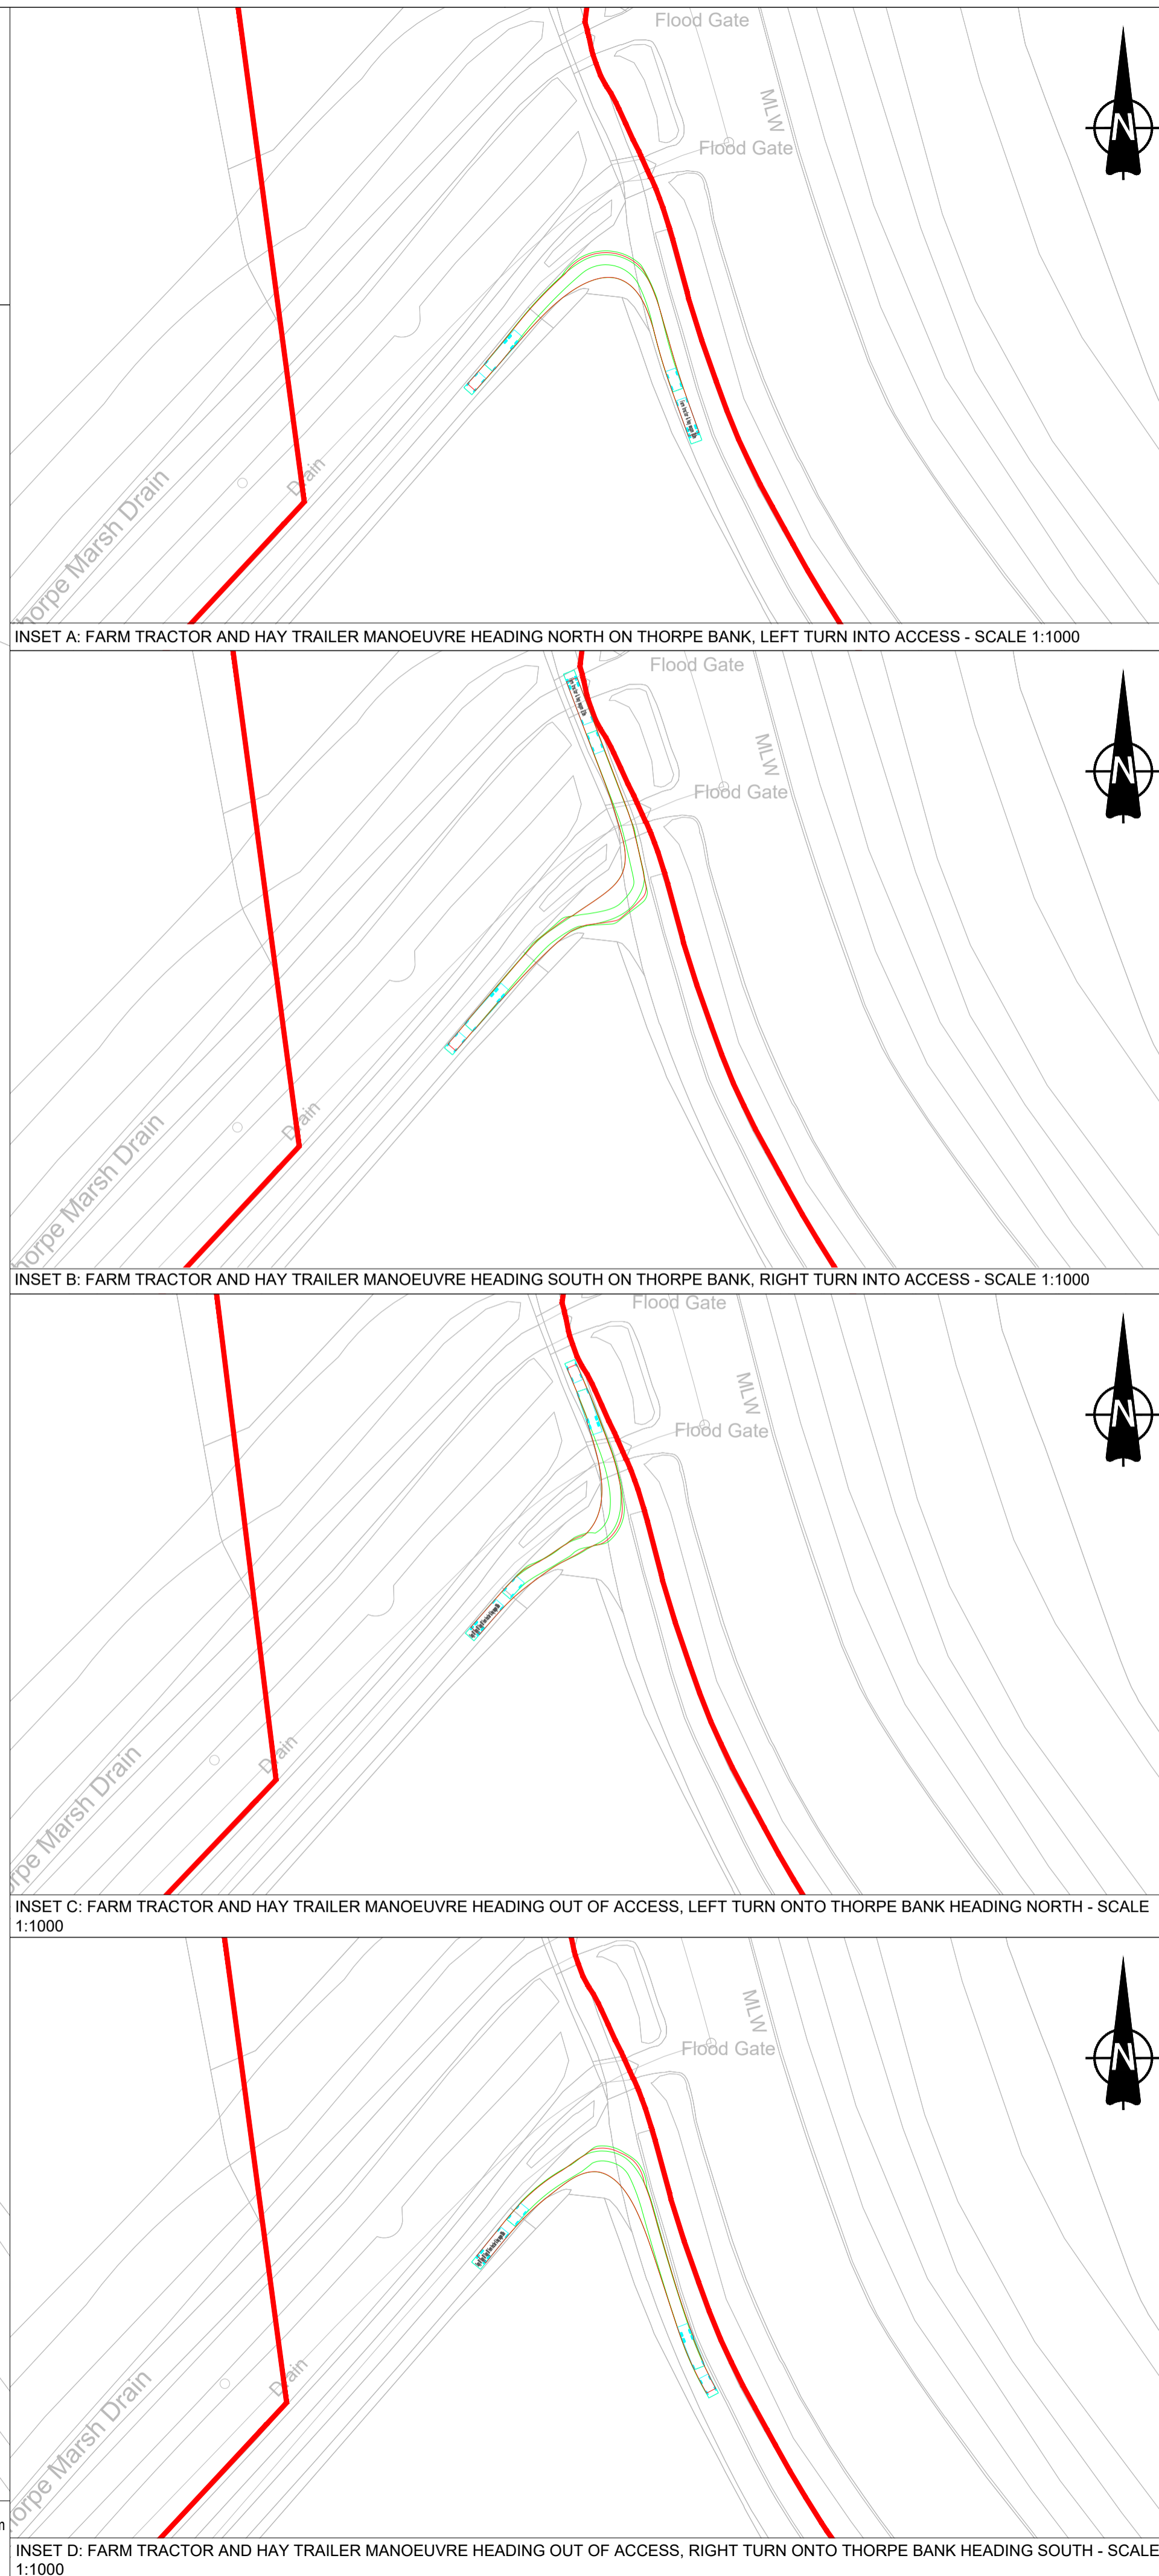 Flood Gate
MLW
Flood Gate
N
Drain
horpe Marsh Drain
INSET A: FARM TRACTOR AND HAY TRAILER MANOEUVRE HEADING NORTH ON THORPE BANK, LEFT TURN INTO ACCESS - SCALE 1:1000
Flood Gate
MLW
Flood Gate
N
Drain
horpe Marsh Drain
INSET B: FARM TRACTOR AND HAY TRAILER MANOEUVRE HEADING SOUTH ON THORPE BANK, RIGHT TURN INTO ACCESS - SCALE 1:1000
Flood Gate
MLW
Flood Gate
N
Drain
orpe Marsh Drain
INSET C: FARM TRACTOR AND HAY TRAILER MANOEUVRE HEADING OUT OF ACCESS, LEFT TURN ONTO THORPE BANK HEADING NORTH - SCALE
1:1000
MLW
Flood Gate
N
Drain
horpe Marsh Drain
INSET D: FARM TRACTOR AND HAY TRAILER MANOEUVRE HEADING OUT OF ACCESS, RIGHT TURN ONTO THORPE BANK HEADING SOUTH - SCALE
1:1000